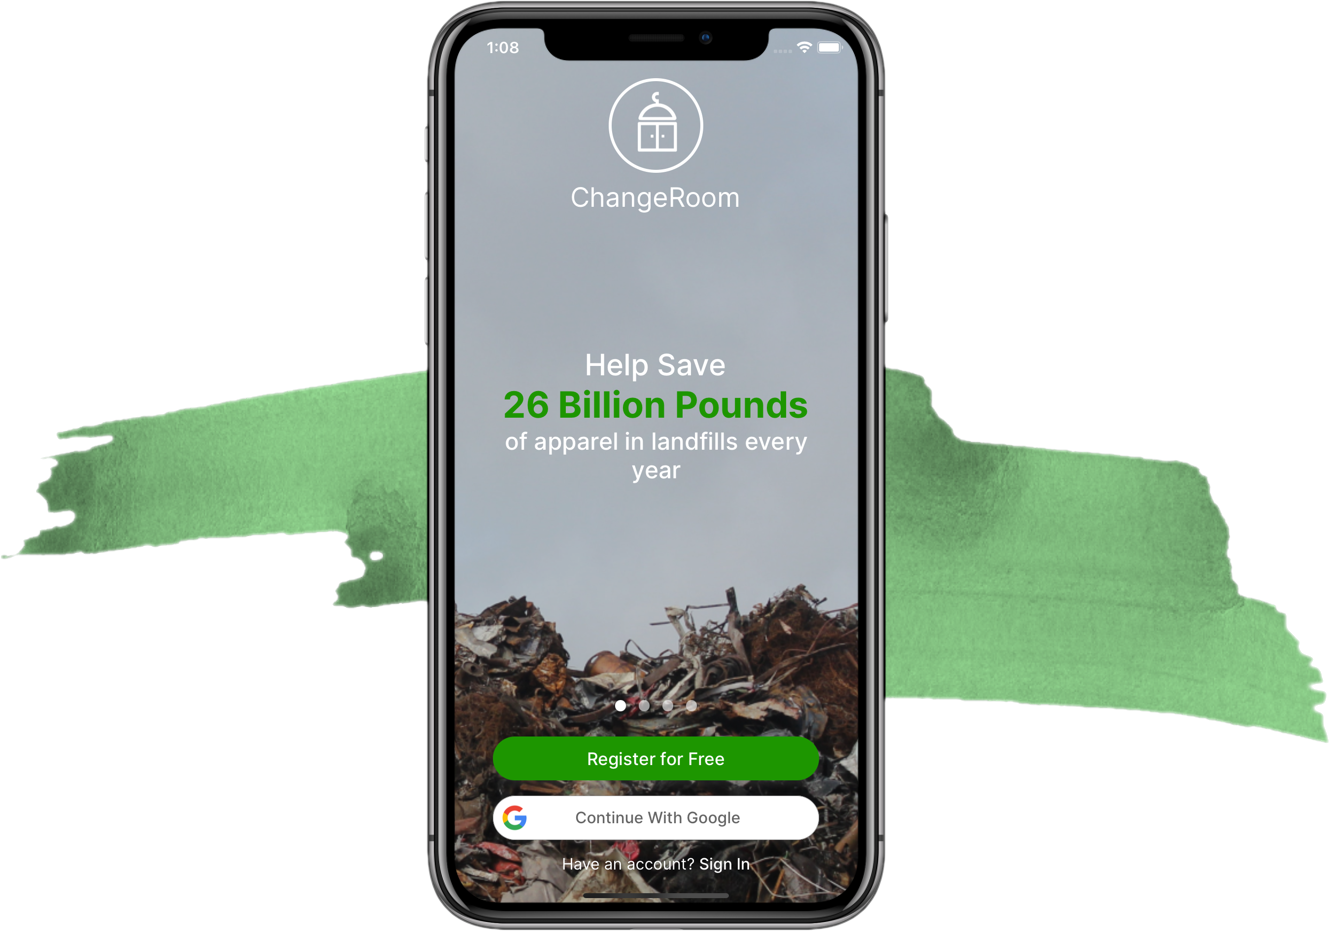 1:08
ChangeRoom
Help Save
26 Billion Pounds
of apparel in landfills every
year
Register for Free
Continue With Google
Have an account? Sign In